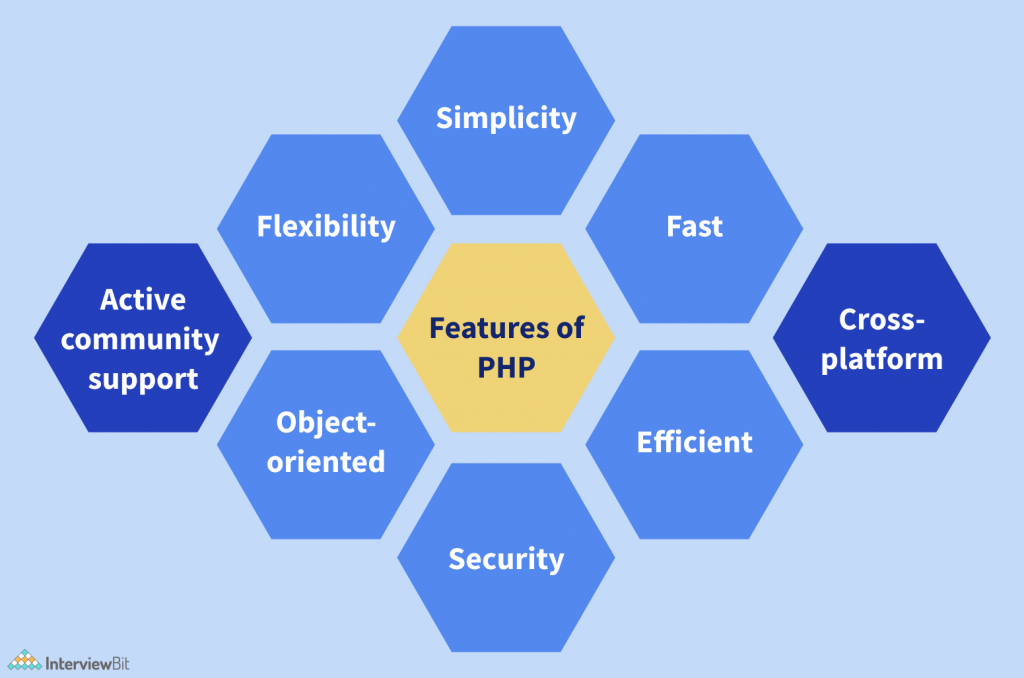 Simplicity
Flexibility
Fast
Active
community
support
Features of
PHP
Cross-
platform
Object-
oriented
Efficient
Security
InterviewBit